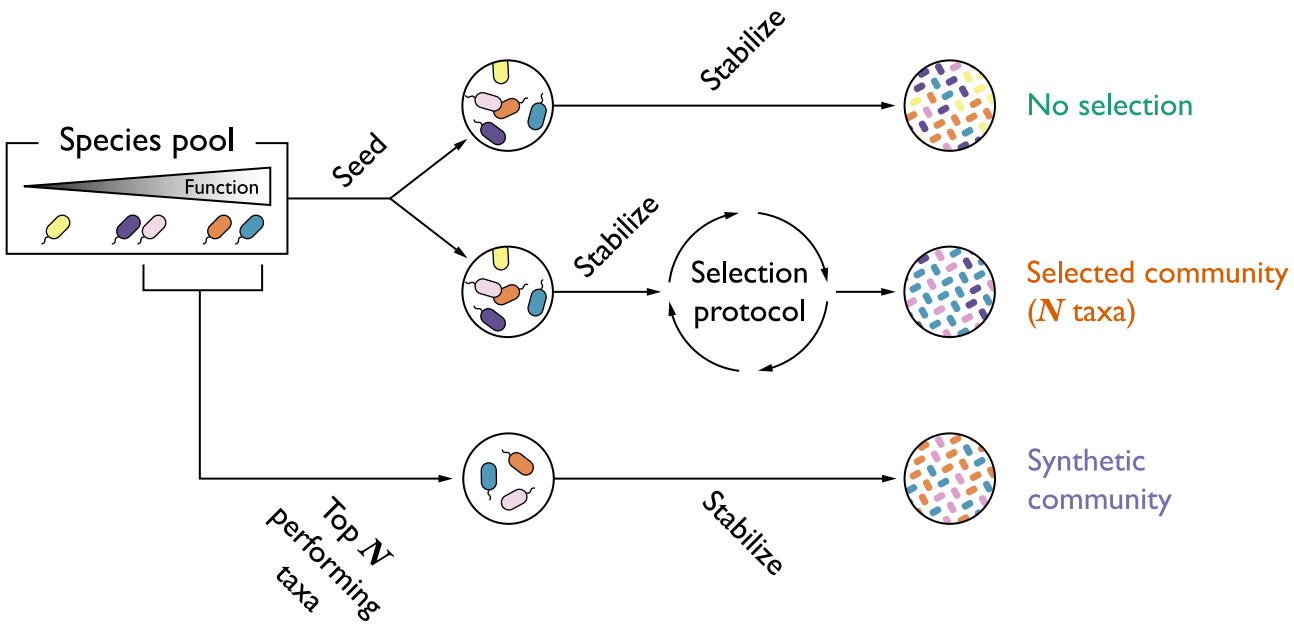 Species pool
Function
Seed
Stabilize
No selection
Stabilize
Selection
protocol
Selected community
(N taxa)
Top N
performing
taxa
Stabilize
Synthetic
community